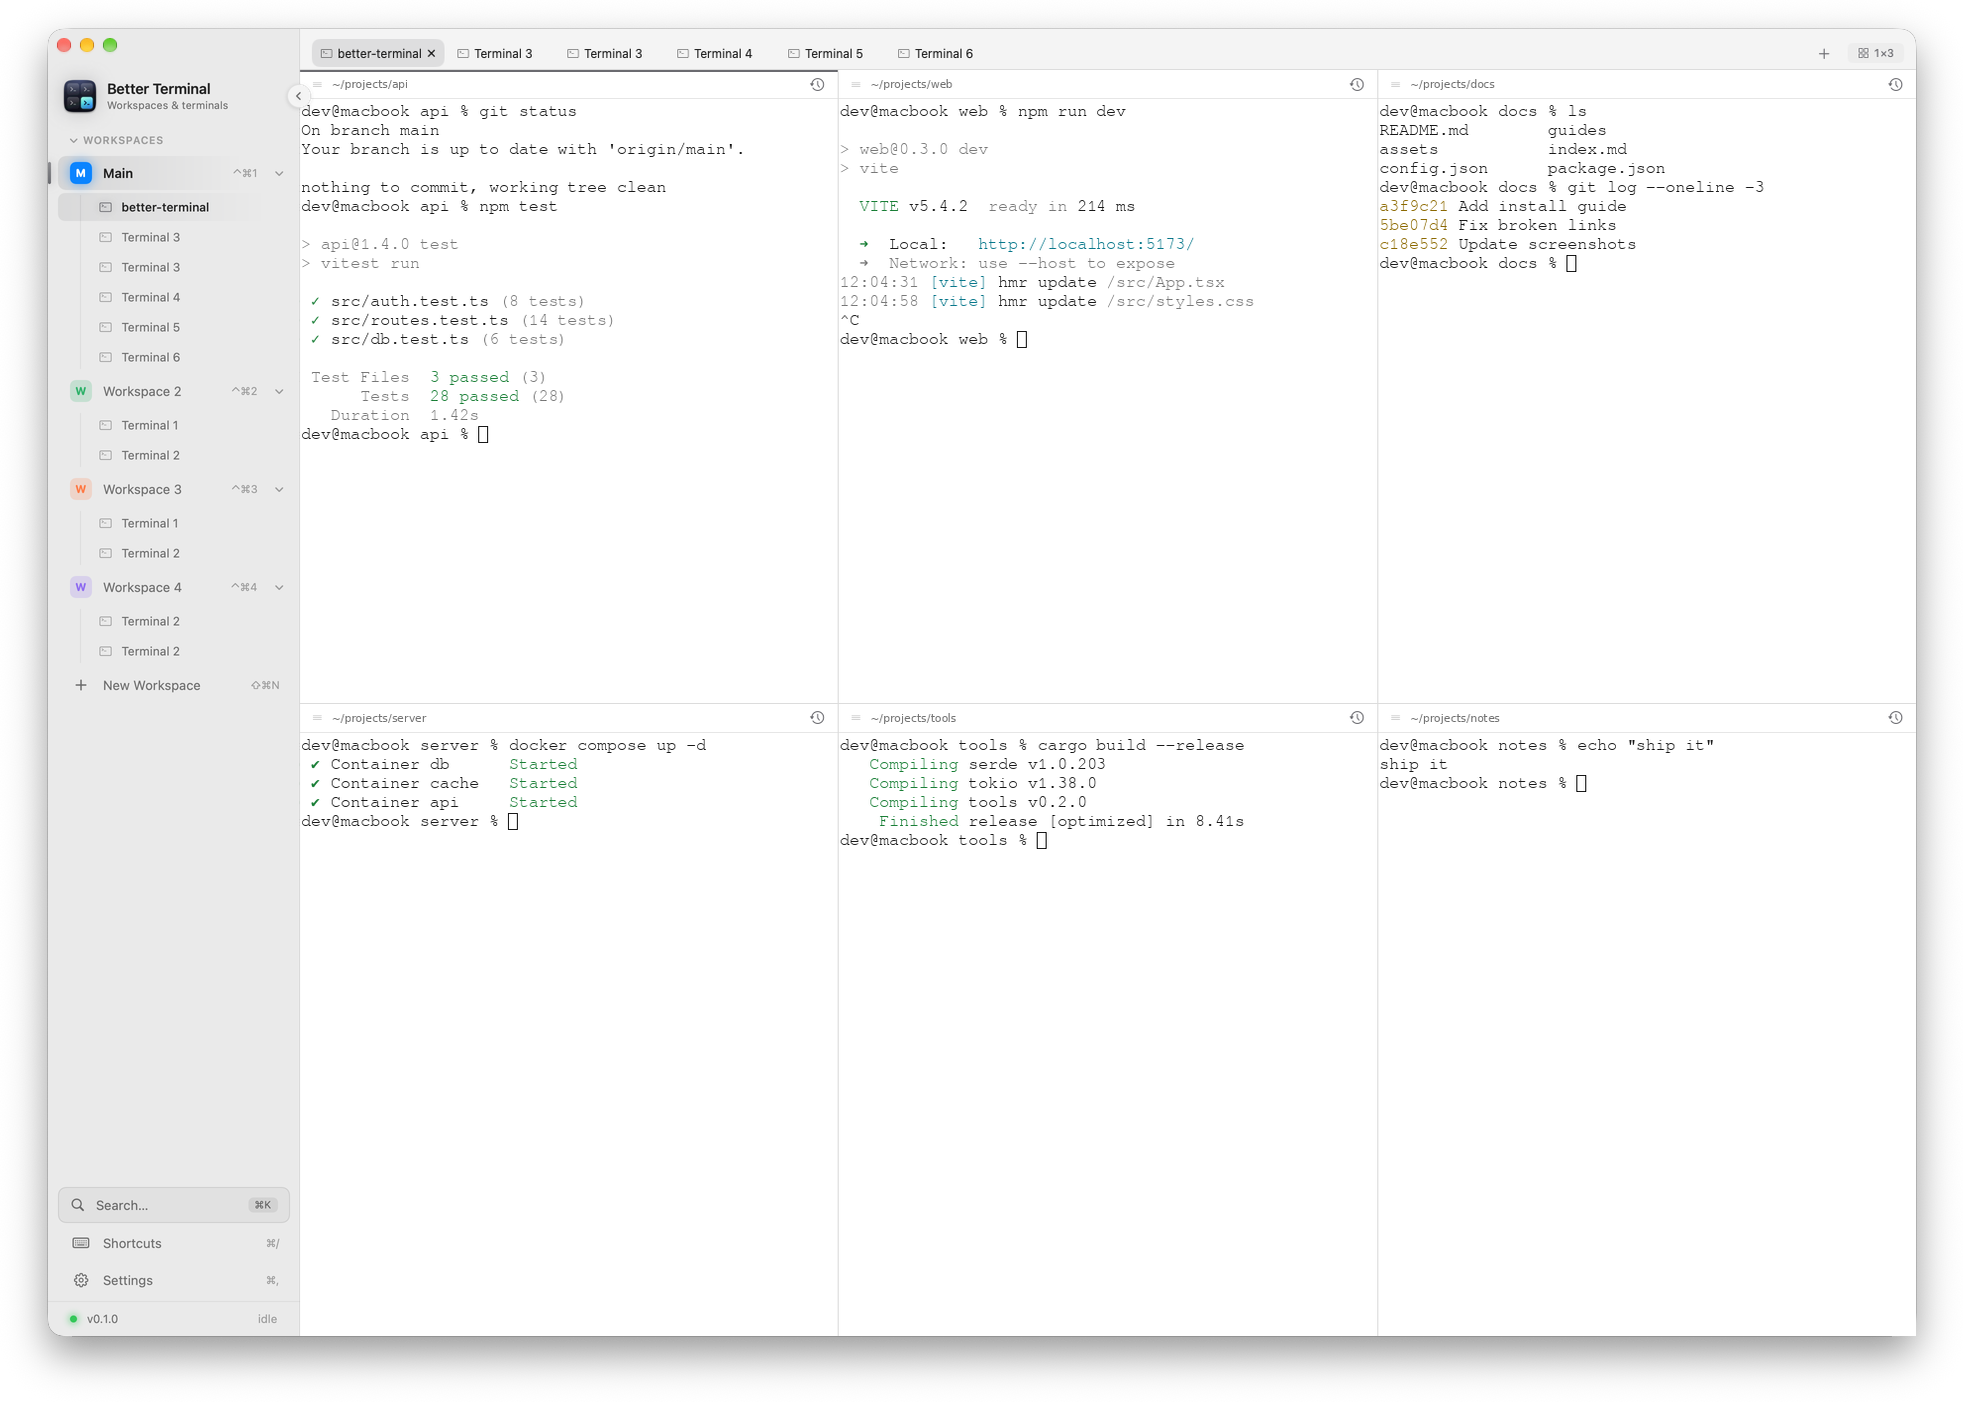 better-terminal ✕
Terminal 3
Terminal 3
Terminal 4
Terminal 5
Terminal 6
1×3
Better Terminal
Workspaces & terminals
WORKSPACES
M Main ^⌘1
better-terminal
Terminal 3
Terminal 3
Terminal 4
Terminal 5
Terminal 6
W Workspace 2 ^⌘2
Terminal 1
Terminal 2
W Workspace 3 ^⌘3
Terminal 1
Terminal 2
W Workspace 4 ^⌘4
Terminal 2
Terminal 2
+ New Workspace ⇧⌘N
Search... ⌘K
Shortcuts ⌘/
Settings ⌘,
v0.1.0 idle
~/projects/api
dev@macbook api % git status
On branch main
Your branch is up to date with 'origin/main'.
nothing to commit, working tree clean
dev@macbook api % npm test
> api@1.4.0 test
> vitest run
✓ src/auth.test.ts (8 tests)
✓ src/routes.test.ts (14 tests)
✓ src/db.test.ts (6 tests)
Test Files  3 passed (3)
Tests  28 passed (28)
Duration  1.42s
dev@macbook api %
~/projects/web
dev@macbook web % npm run dev
> web@0.3.0 dev
> vite
VITE v5.4.2  ready in 214 ms
➜  Local:   http://localhost:5173/
➜  Network: use --host to expose
12:04:31 [vite] hmr update /src/App.tsx
12:04:58 [vite] hmr update /src/styles.css
^C
dev@macbook web %
~/projects/docs
dev@macbook docs % ls
README.md        guides
assets           index.md
config.json      package.json
dev@macbook docs % git log --oneline -3
a3f9c21 Add install guide
5be07d4 Fix broken links
c18e552 Update screenshots
dev@macbook docs %
~/projects/server
dev@macbook server % docker compose up -d
✔ Container db      Started
✔ Container cache   Started
✔ Container api     Started
dev@macbook server %
~/projects/tools
dev@macbook tools % cargo build --release
Compiling serde v1.0.203
Compiling tokio v1.38.0
Compiling tools v0.2.0
Finished release [optimized] in 8.41s
dev@macbook tools %
~/projects/notes
dev@macbook notes % echo "ship it"
ship it
dev@macbook notes %